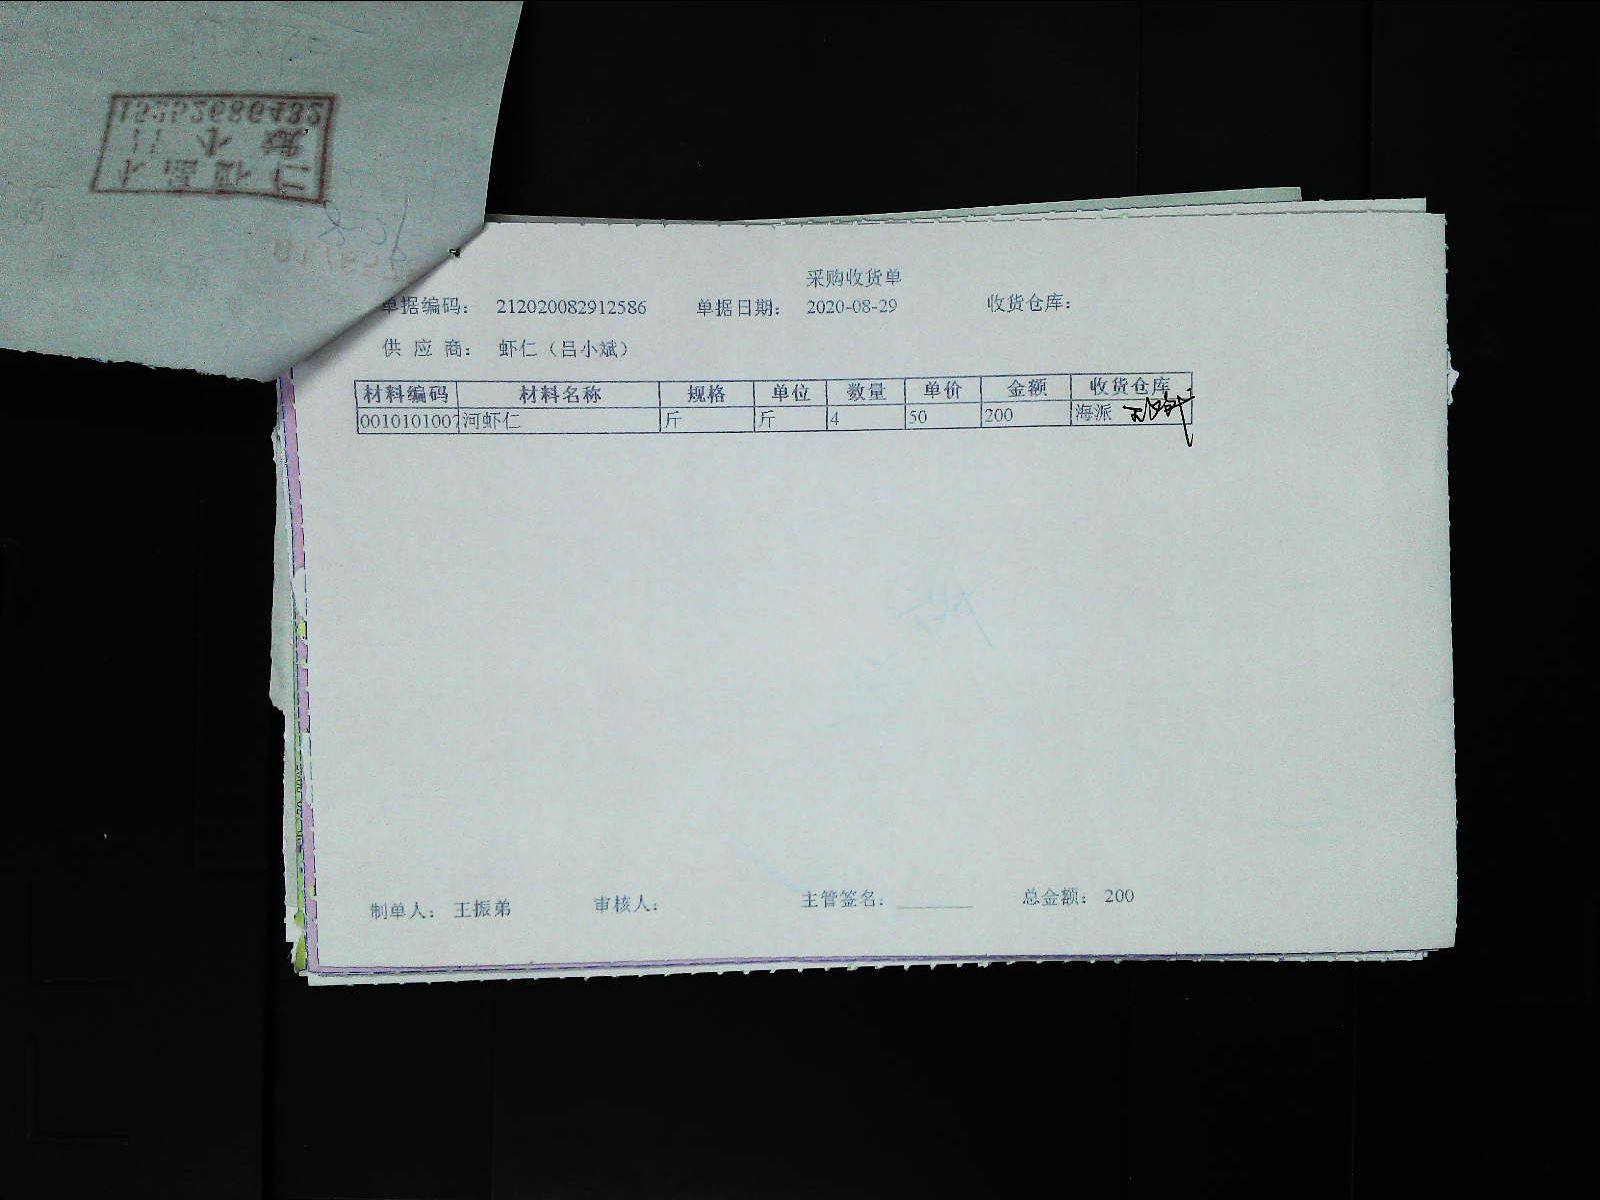 15252686432
采购收货单
单据编码： 212020082912586 单据日期： 2020-08-29 收货仓库：
供 应 商： 虾仁（吕小斌）
材料编码 材料名称 规格 单位 数量 单价 金额 收货仓库
0010101007 河虾仁 斤 斤 4 50 200 海派
制单人： 王振弟 审核人： 主管签名： 总金额： 200